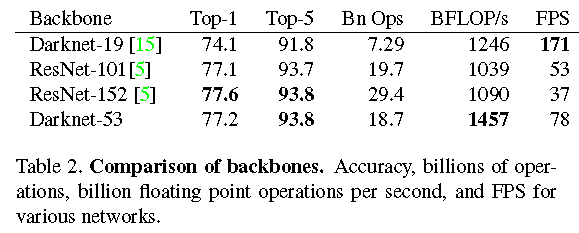 Backbone Top-1 Top-5 Bn Ops BFLOP/s FPS
Darknet-19 [15] 74.1 91.8 7.29 1246 171
ResNet-101[5] 77.1 93.7 19.7 1039 53
ResNet-152 [5] 77.6 93.8 29.4 1090 37
Darknet-53 77.2 93.8 18.7 1457 78
Table 2. Comparison of backbones. Accuracy, billions of oper-
ations, billion floating point operations per second, and FPS for
various networks.